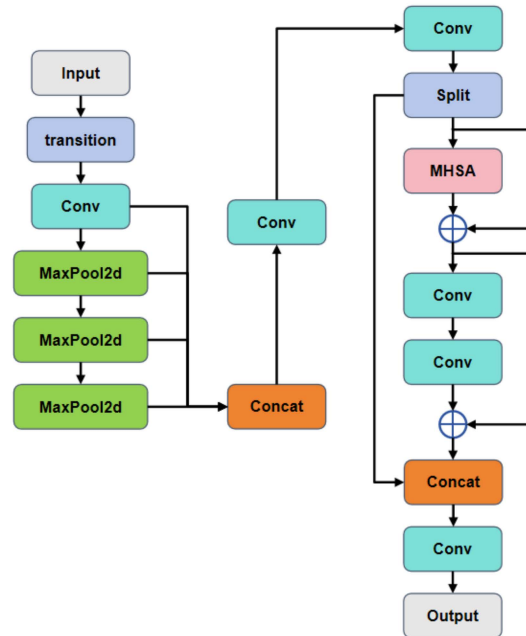 Input
transition
Conv
MaxPool2d
MaxPool2d
MaxPool2d
Concat
Conv
Conv
Split
MHSA
Conv
Conv
Concat
Conv
Output